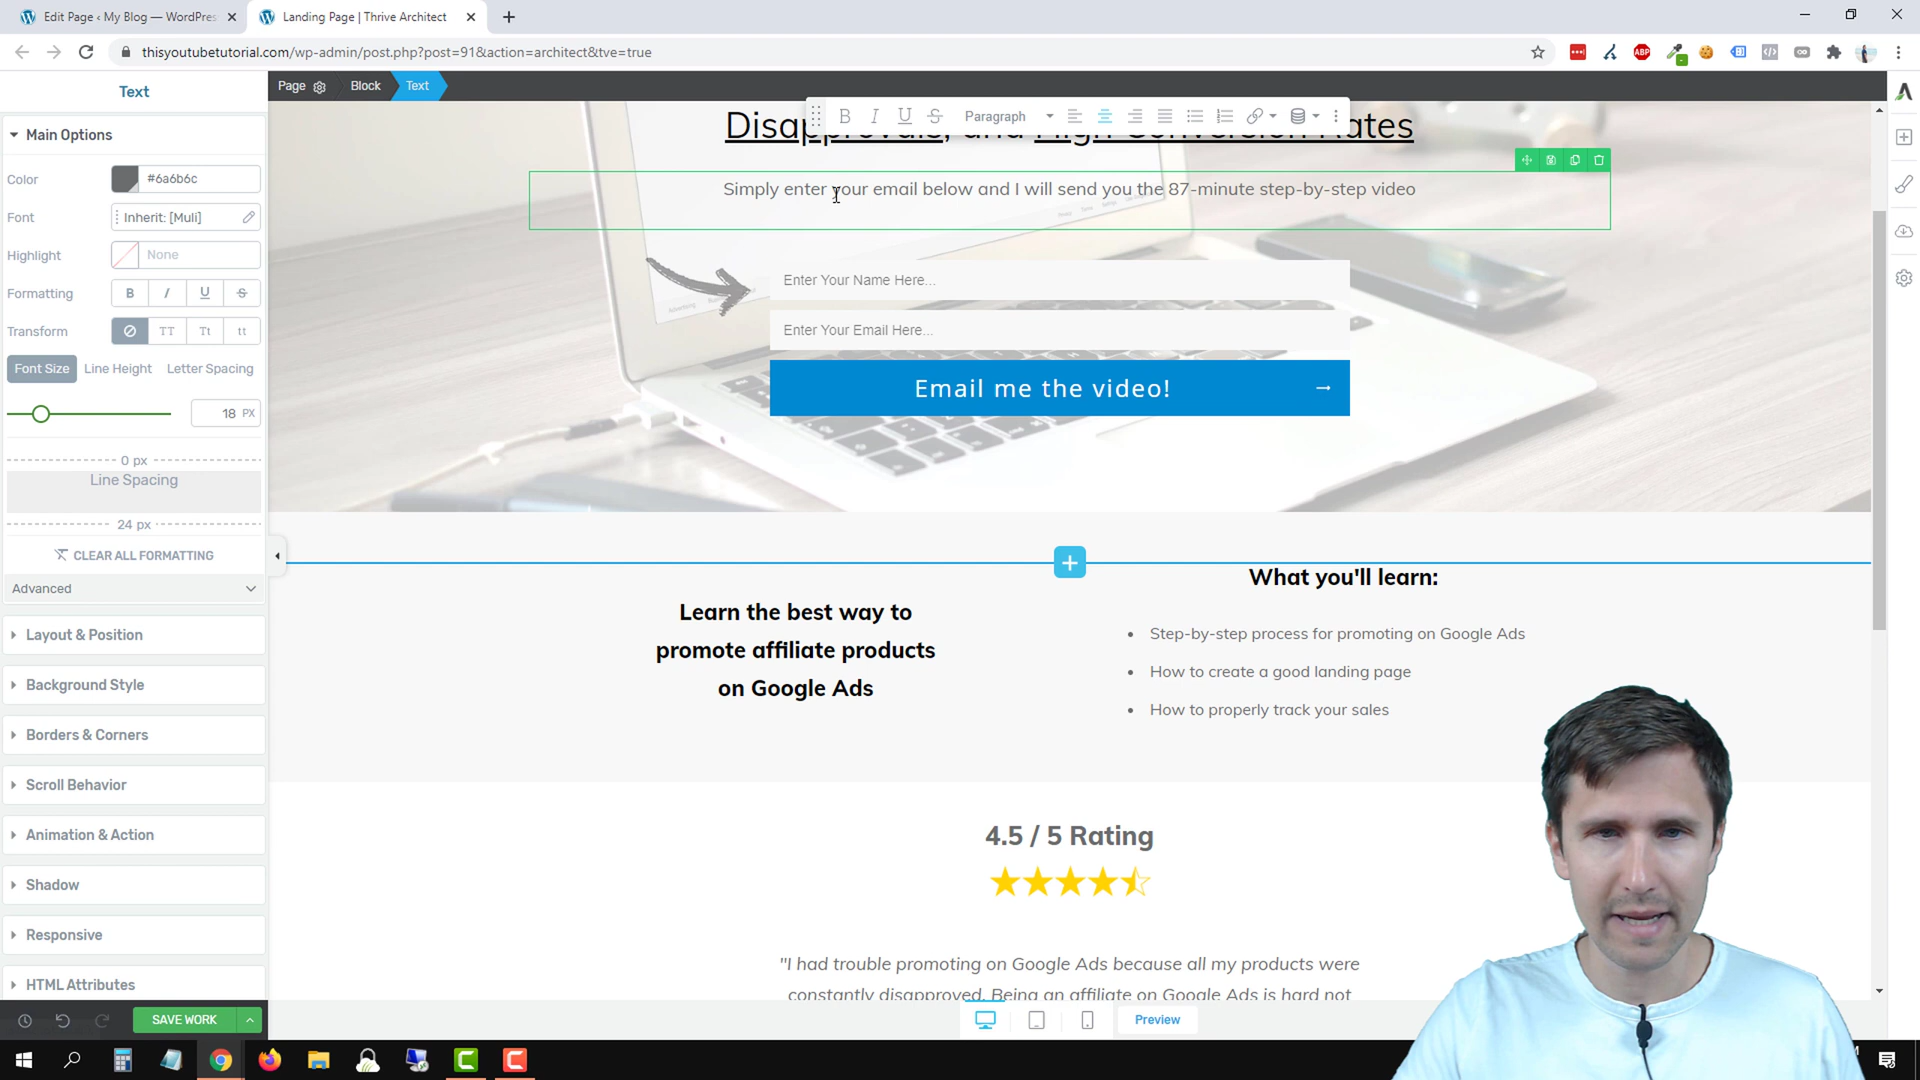 Edit Page ‹ My Blog — WordPres
Landing Page | Thrive Architect
thisyoutubetutorial.com/wp-admin/post.php?post=91&action=architect&tve=true
ABP
Text
Page
Block
Text
Main Options
Color
#6a6b6c
Font
Inherit: [Muli]
Highlight
None
Formatting
B I U S
Transform
TT Tt tt
Font Size
Line Height
Letter Spacing
18 PX
0 px
Line Spacing
24 px
CLEAR ALL FORMATTING
Advanced
Layout & Position
Background Style
Borders & Corners
Scroll Behavior
Animation & Action
Shadow
Responsive
HTML Attributes
SAVE WORK
B I U S Paragraph
Disapprovals, and High Conversion Rates
Simply enter your email below and I will send you the 87-minute step-by-step video
Enter Your Name Here...
Enter Your Email Here...
Email me the video! →
Learn the best way to
promote affiliate products
on Google Ads
What you'll learn:
• Step-by-step process for promoting on Google Ads
• How to create a good landing page
• How to properly track your sales
4.5 / 5 Rating
"I had trouble promoting on Google Ads because all my products were
constantly disapproved. Being an affiliate on Google Ads is hard not
Preview